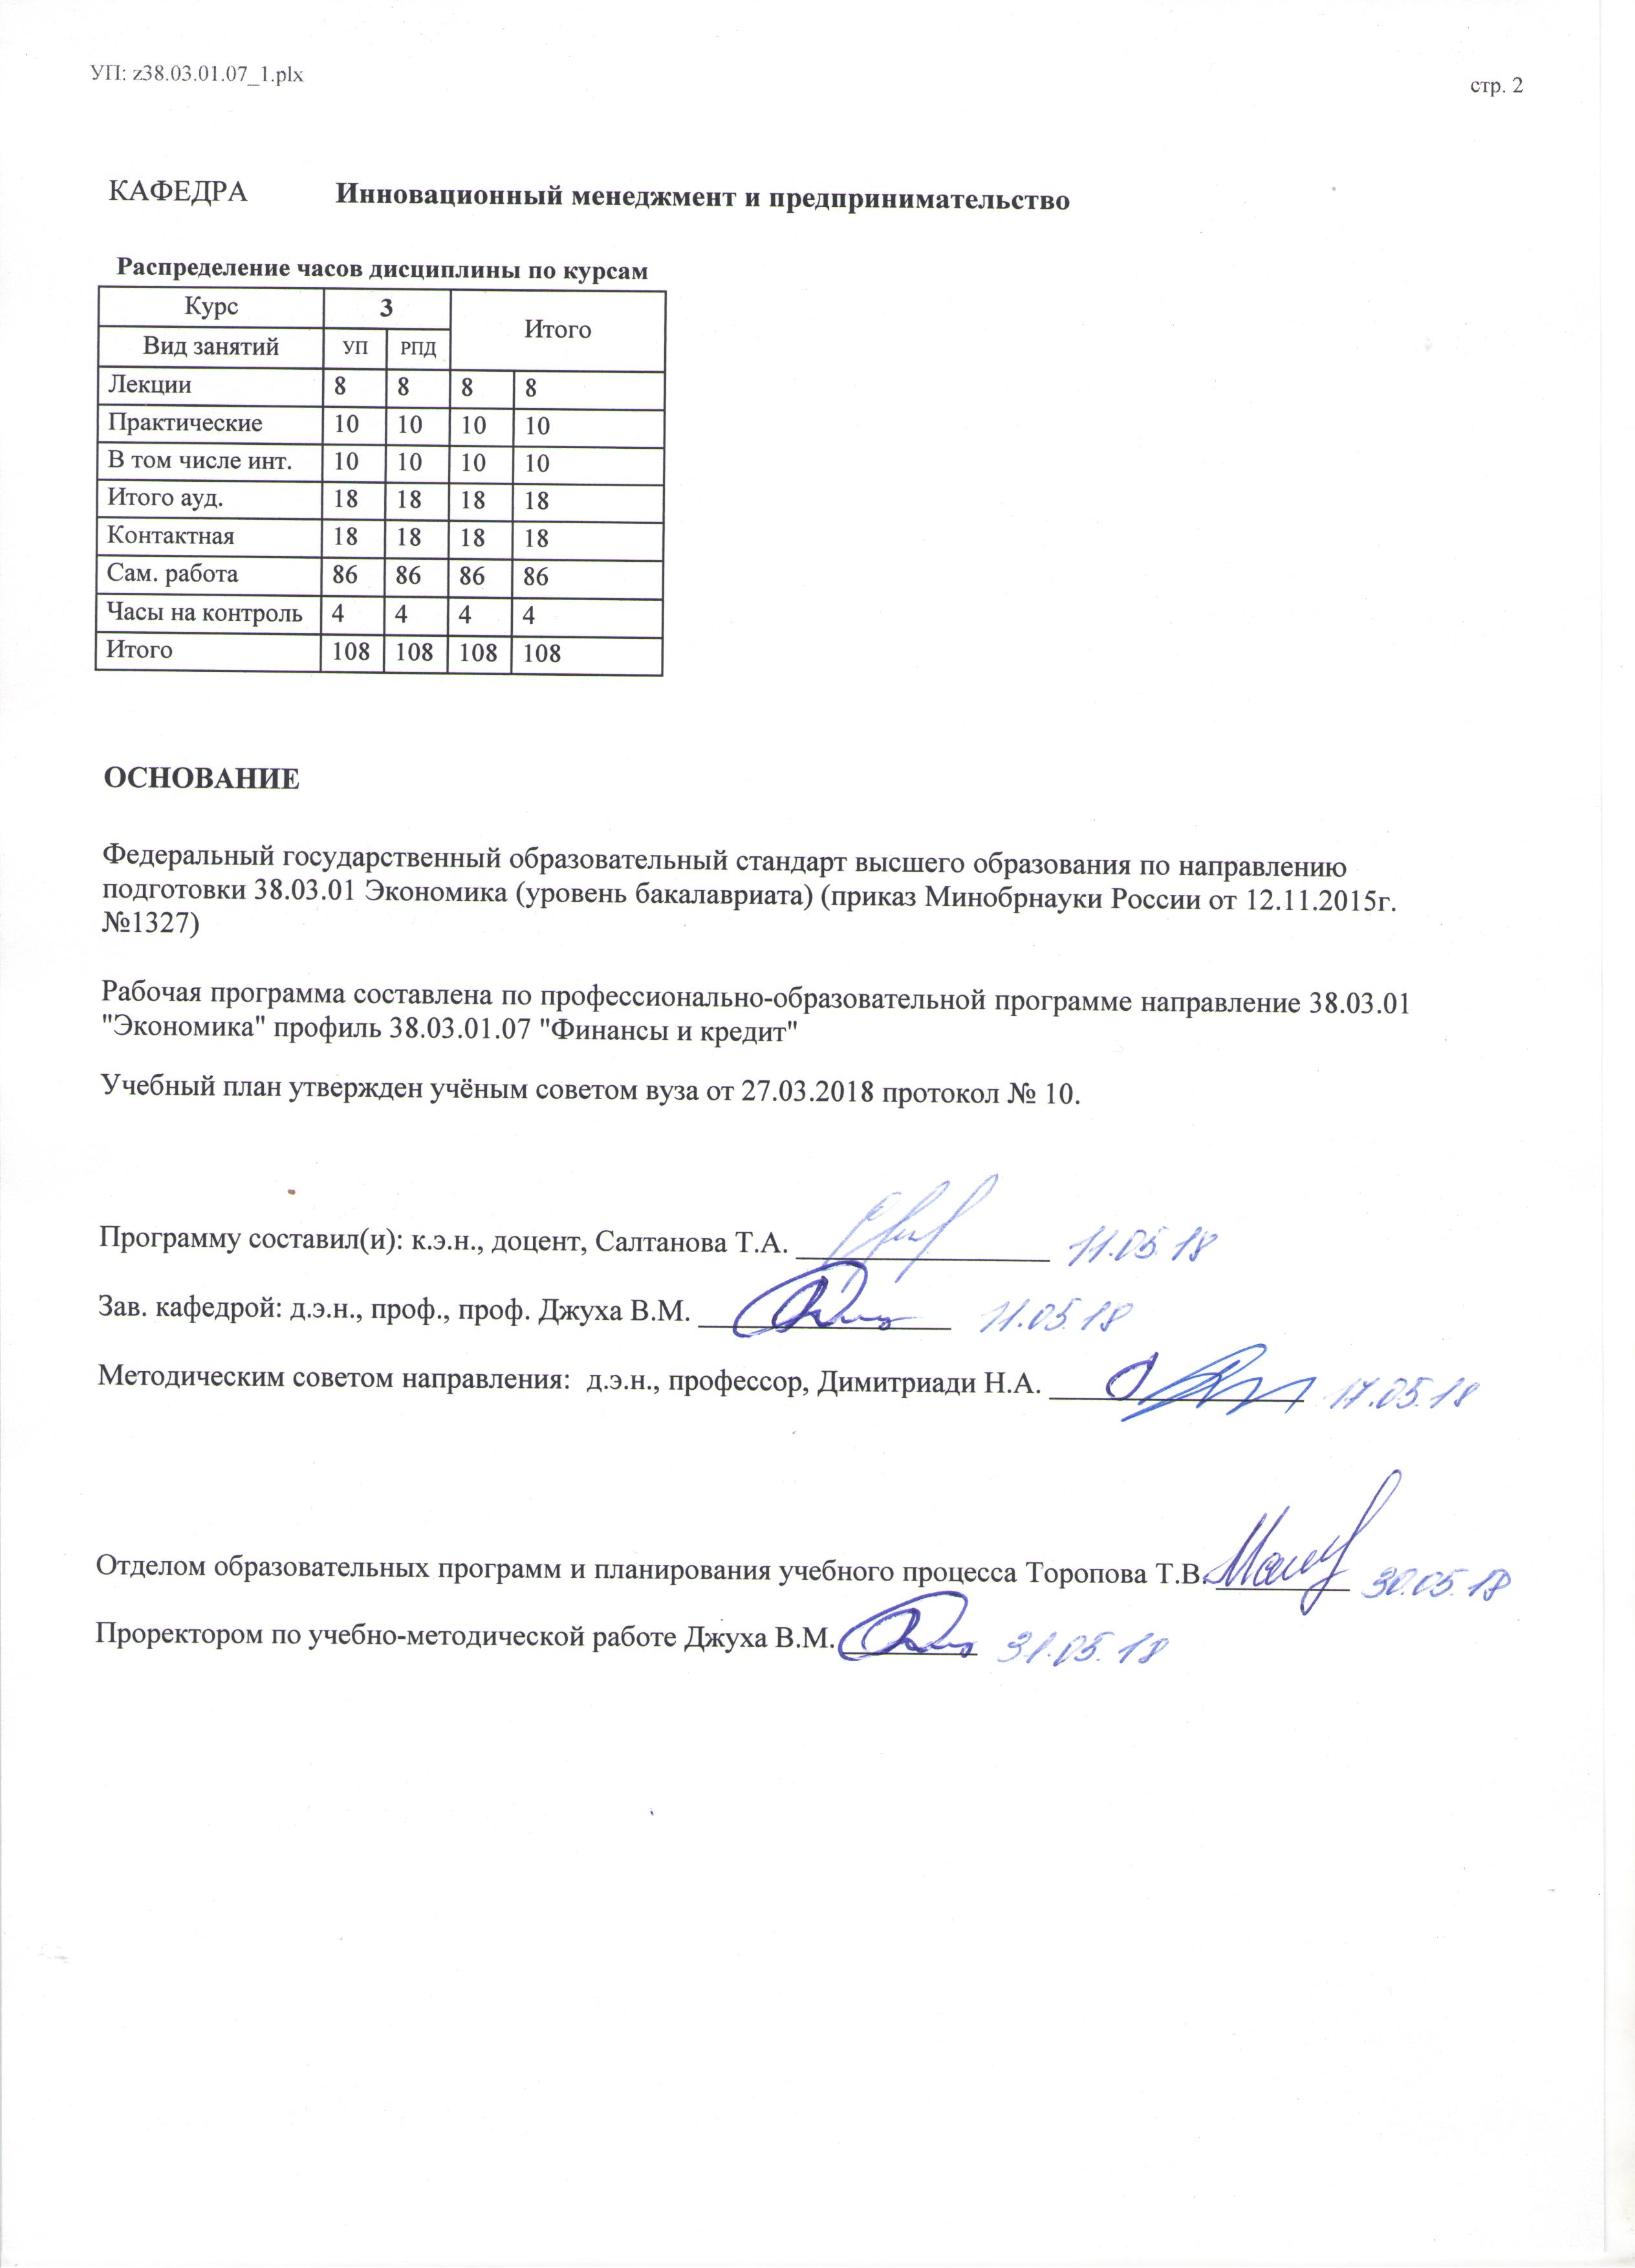 УП: z38.03.01.07_1.plx
стр. 2
КАФЕДРА Инновационный менеджмент и предпринимательство
Распределение часов дисциплины по курсам
Курс 3 Итого
Вид занятий УП РПД
Лекции 8 8 8 8
Практические 10 10 10 10
В том числе инт. 10 10 10 10
Итого ауд. 18 18 18 18
Контактная 18 18 18 18
Сам. работа 86 86 86 86
Часы на контроль 4 4 4 4
Итого 108 108 108 108
ОСНОВАНИЕ
Федеральный государственный образовательный стандарт высшего образования по направлению
подготовки 38.03.01 Экономика (уровень бакалавриата) (приказ Минобрнауки России от 12.11.2015г.
№1327)
Рабочая программа составлена по профессионально-образовательной программе направление 38.03.01
"Экономика" профиль 38.03.01.07 "Финансы и кредит"
Учебный план утвержден учёным советом вуза от 27.03.2018 протокол № 10.
Программу составил(и): к.э.н., доцент, Салтанова Т.А. 11.05.18
Зав. кафедрой: д.э.н., проф., проф. Джуха В.М. 11.05.18
Методическим советом направления: д.э.н., профессор, Димитриади Н.А. 17.05.18
Отделом образовательных программ и планирования учебного процесса Торопова Т.В. 30.05.18
Проректором по учебно-методической работе Джуха В.М. 31.05.18